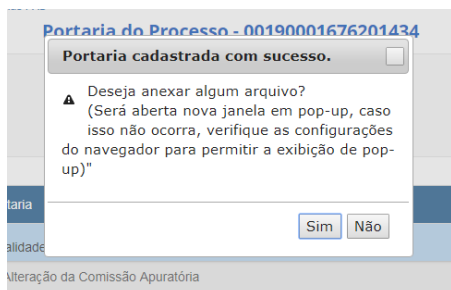 Portaria do Processo - 00190001676201434
Portaria cadastrada com sucesso.
Deseja anexar algum arquivo?
(Será aberta nova janela em pop-up, caso
isso não ocorra, verifique as configurações
do navegador para permitir a exibição de pop-
up)"
Sim Não
taria
alidade
Alteração da Comissão Apuratória